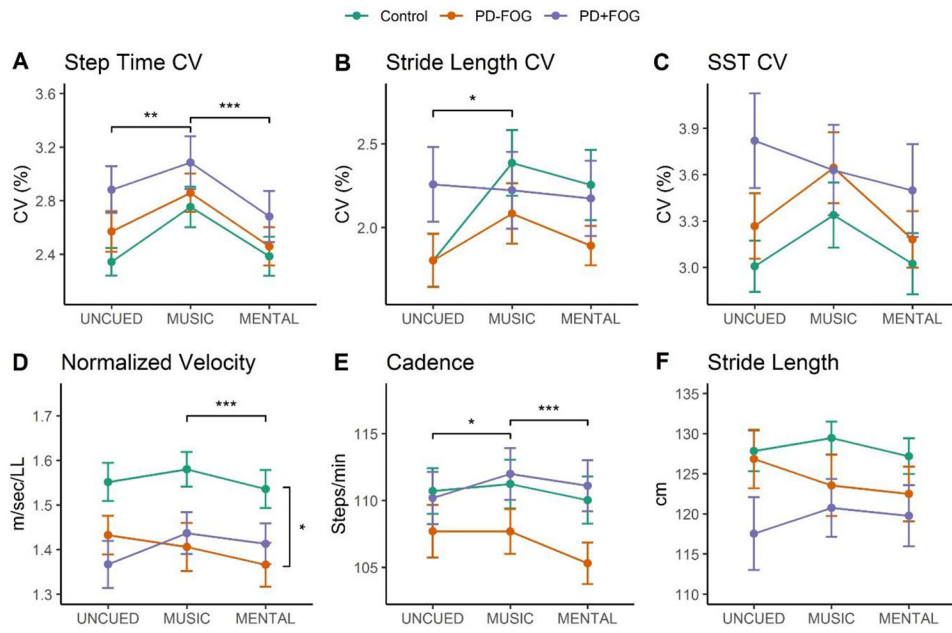 Control PD-FOG PD+FOG
A Step Time CV
3.6
3.2
2.8
2.4
CV (%)
** ***
UNCUED MUSIC MENTAL
B Stride Length CV
2.5
2.0
CV (%)
*
UNCUED MUSIC MENTAL
C SST CV
3.9
3.6
3.3
3.0
CV (%)
UNCUED MUSIC MENTAL
D Normalized Velocity
1.7
1.6
1.5
1.4
1.3
m/sec/LL
***
*
UNCUED MUSIC MENTAL
E Cadence
115
110
105
Steps/min
* ***
UNCUED MUSIC MENTAL
F Stride Length
135
130
125
120
115
110
cm
UNCUED MUSIC MENTAL